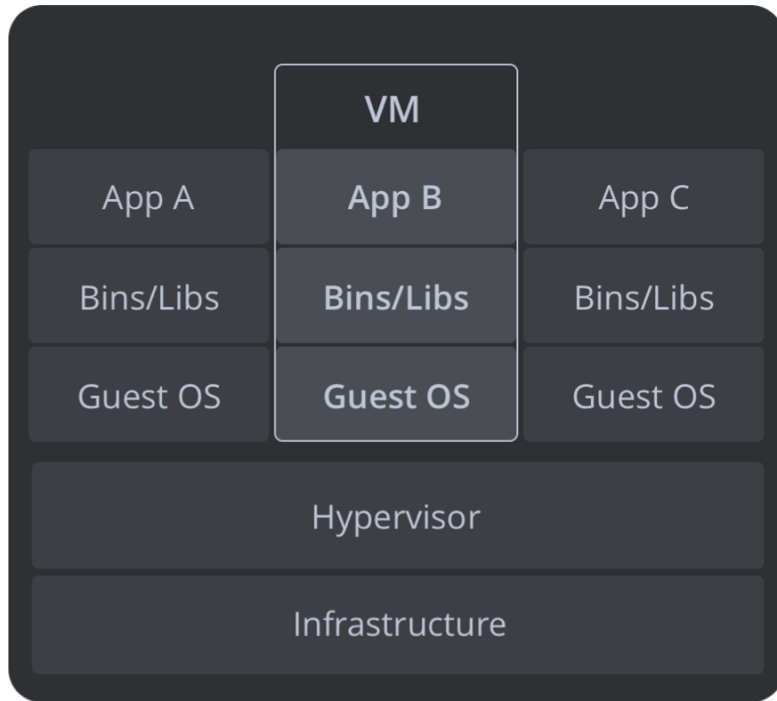 VM
App A App B App C
Bins/Libs Bins/Libs Bins/Libs
Guest OS Guest OS Guest OS
Hypervisor
Infrastructure